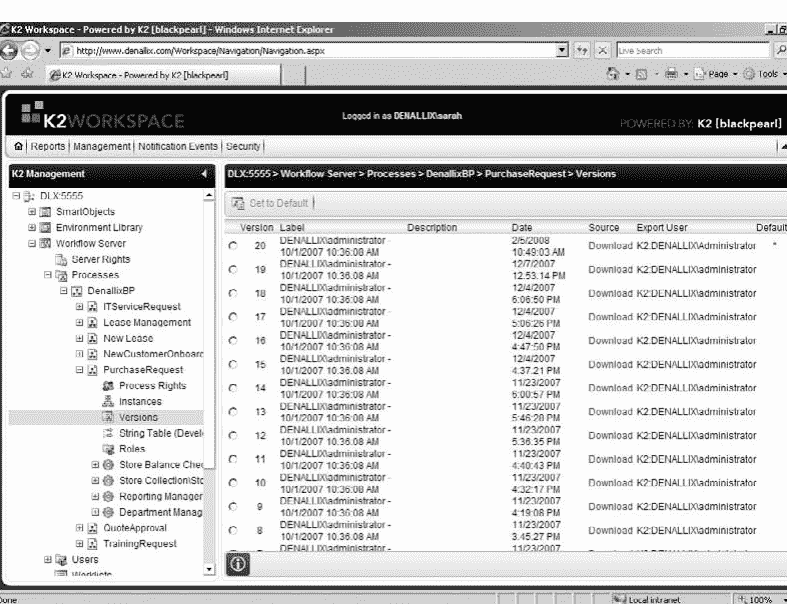 K2 Workspace - Powered by K2 [blackpearl] - Windows Internet Explorer
http://www.denallix.com/Workspace/Navigation/Navigation.aspx
Live Search
K2 Workspace - Powered by K2 [blackpearl]
Page
Tools
K2WORKSPACE
Logged in as DENALLIX\sarah
POWERED BY K2 [blackpearl]
Reports | Management | Notification Events | Security |
K2 Management
DLX:5555 > Workflow Server > Processes > DenallixBP > PurchaseRequest > Versions
DLX:5555
SmartObjects
Environment Library
Workflow Server
Server Rights
Processes
DenallixBP
ITServiceRequest
Lease Management
New Lease
NewCustomerOnboard
PurchaseRequest
Process Rights
Instances
Versions
String Table (Devel
Roles
Store Balance Chec
Store Collection\Sto
Reporting Manager
Department Manag
QuoteApproval
TrainingRequest
Users
Worklists
Set to Default
Version Label Description Date Source Export User Default
20 DENALLIX\administrator - 10/1/2007 10:36:08 AM 2/5/2008 10:49:03 AM Download K2:DENALLIX\Administrator *
19 DENALLIX\administrator - 10/1/2007 10:36:08 AM 12/7/2007 12:53:14 PM Download K2:DENALLIX\administrator
18 DENALLIX\administrator - 10/1/2007 10:36:08 AM 12/4/2007 6:06:50 PM Download K2:DENALLIX\administrator
17 DENALLIX\administrator - 10/1/2007 10:36:08 AM 12/4/2007 5:06:26 PM Download K2:DENALLIX\administrator
16 DENALLIX\administrator - 10/1/2007 10:36:08 AM 12/4/2007 4:47:50 PM Download K2:DENALLIX\administrator
15 DENALLIX\administrator - 10/1/2007 10:36:08 AM 12/4/2007 4:37:21 PM Download K2:DENALLIX\administrator
14 DENALLIX\administrator - 10/1/2007 10:36:08 AM 11/23/2007 6:00:57 PM Download K2:DENALLIX\administrator
13 DENALLIX\administrator - 10/1/2007 10:36:08 AM 11/23/2007 5:46:20 PM Download K2:DENALLIX\administrator
12 DENALLIX\administrator - 10/1/2007 10:36:08 AM 11/23/2007 5:36:35 PM Download K2:DENALLIX\administrator
11 DENALLIX\administrator - 10/1/2007 10:36:08 AM 11/23/2007 4:40:43 PM Download K2:DENALLIX\administrator
10 DENALLIX\administrator - 10/1/2007 10:36:08 AM 11/23/2007 4:32:17 PM Download K2:DENALLIX\administrator
9 DENALLIX\administrator - 10/1/2007 10:36:08 AM 11/23/2007 4:19:08 PM Download K2:DENALLIX\administrator
8 DENALLIX\administrator - 10/1/2007 10:36:08 AM 11/23/2007 3:45:27 PM Download K2:DENALLIX\administrator
DENALLIX\administrator - 11/23/2007
Done
Local intranet
100%